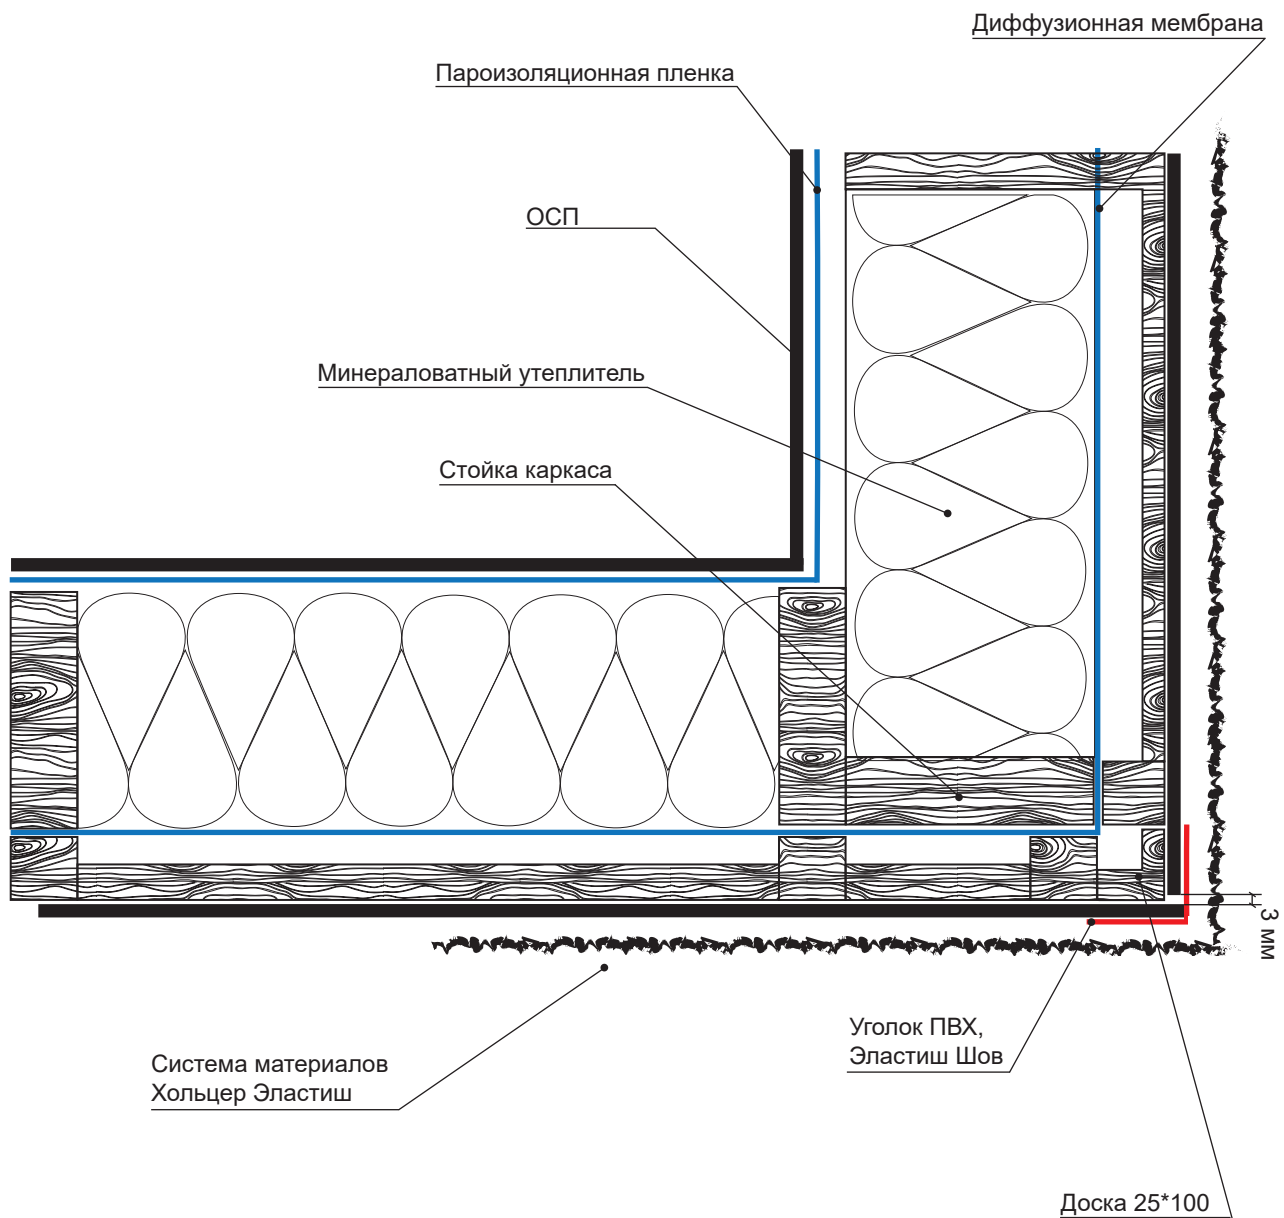 Диффузионная мембрана
Пароизоляционная пленка
ОСП
Минераловатный утеплитель
Стойка каркаса
3 мм
Уголок ПВХ,
Эластиш Шов
Система материалов
Хольцер Эластиш
Доска 25*100